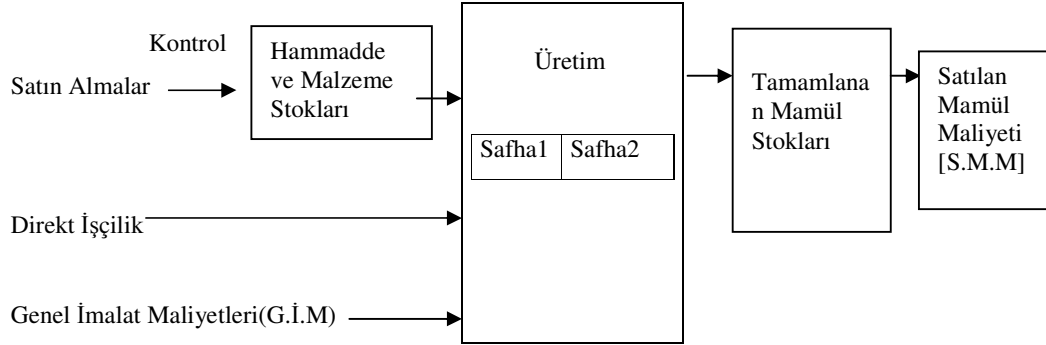 Kontrol
Satın Almalar
Hammadde
ve Malzeme
Stokları
Üretim
Safha1 Safha2
Tamamlana
n Mamül
Stokları
Satılan
Mamül
Maliyeti
[S.M.M]
Direkt İşçilik
Genel İmalat Maliyetleri(G.İ.M)